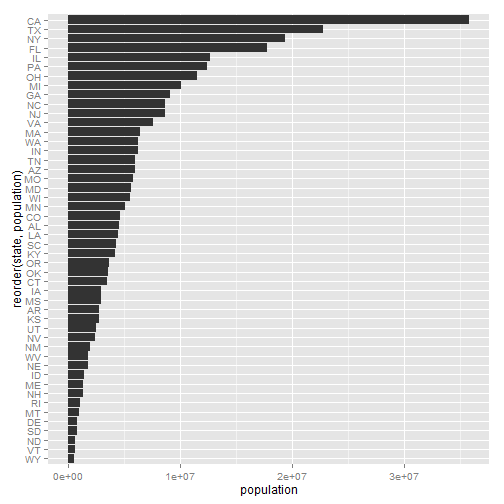 reorder(state, population)
CA
TX
NY
FL
IL
PA
OH
MI
GA
NC
NJ
VA
MA
WA
IN
TN
AZ
MO
MD
WI
MN
CO
AL
LA
SC
KY
OR
OK
CT
IA
MS
AR
KS
UT
NV
NM
WV
NE
ID
ME
NH
RI
MT
DE
SD
ND
VT
WY
0e+00 1e+07 2e+07 3e+07
population